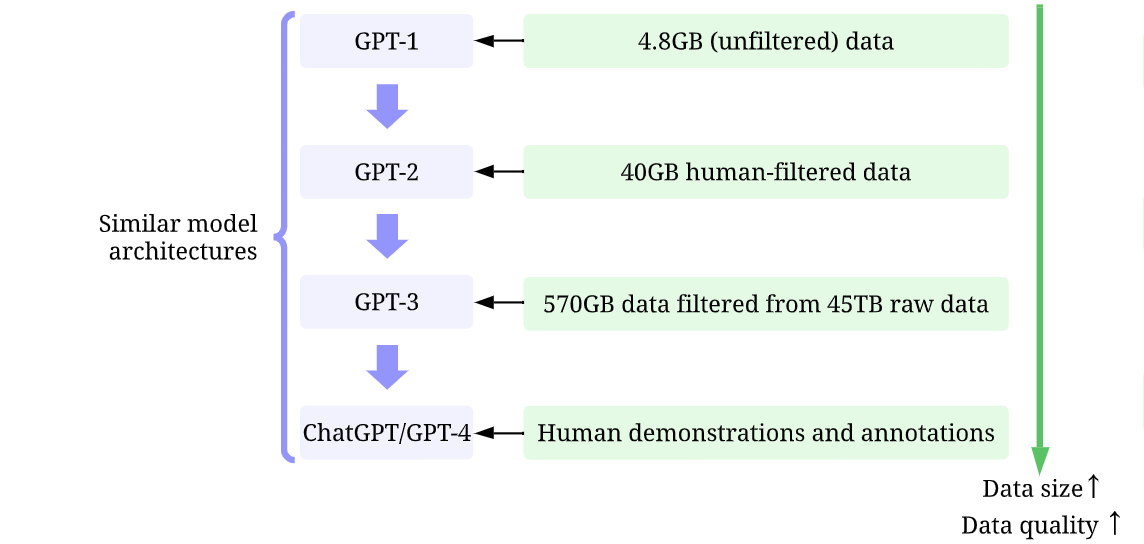 GPT-1
4.8GB (unfiltered) data
GPT-2
40GB human-filtered data
Similar model
architectures
GPT-3
570GB data filtered from 45TB raw data
ChatGPT/GPT-4
Human demonstrations and annotations
Data size↑
Data quality ↑